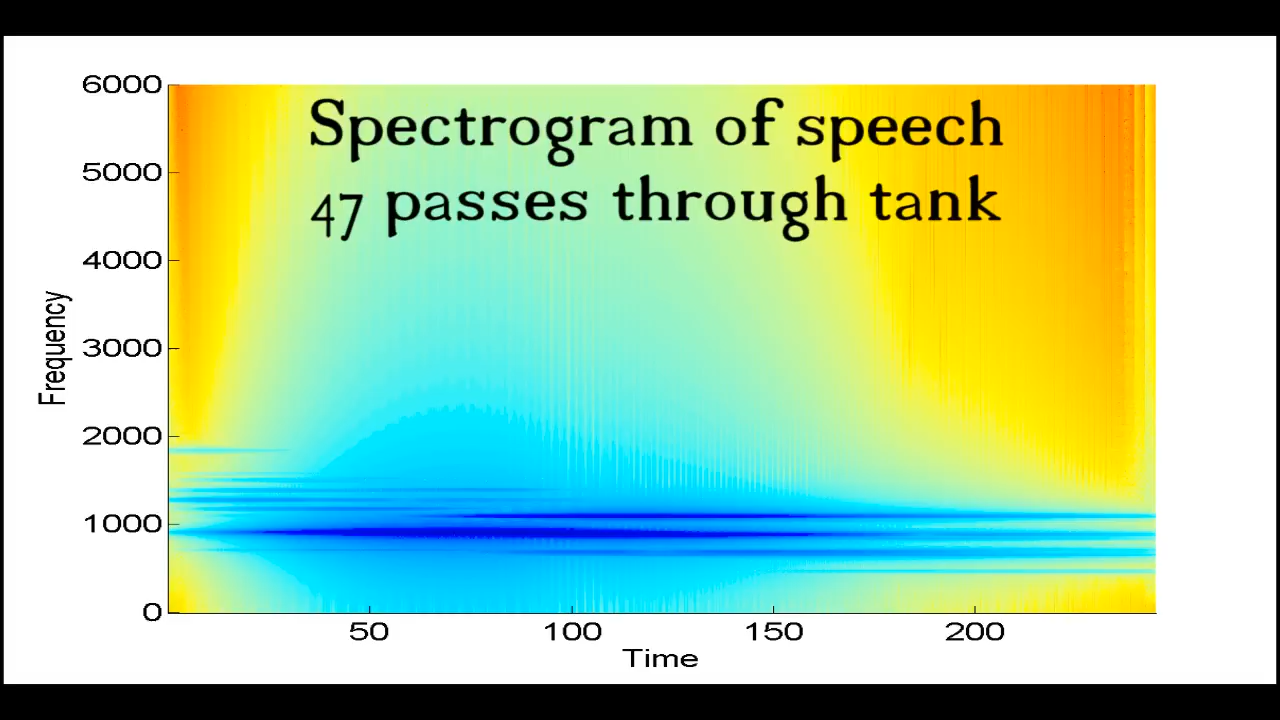 Spectrogram of speech
47 passes through tank
6000
5000
4000
3000
2000
1000
0
Frequency
50 100 150 200
Time